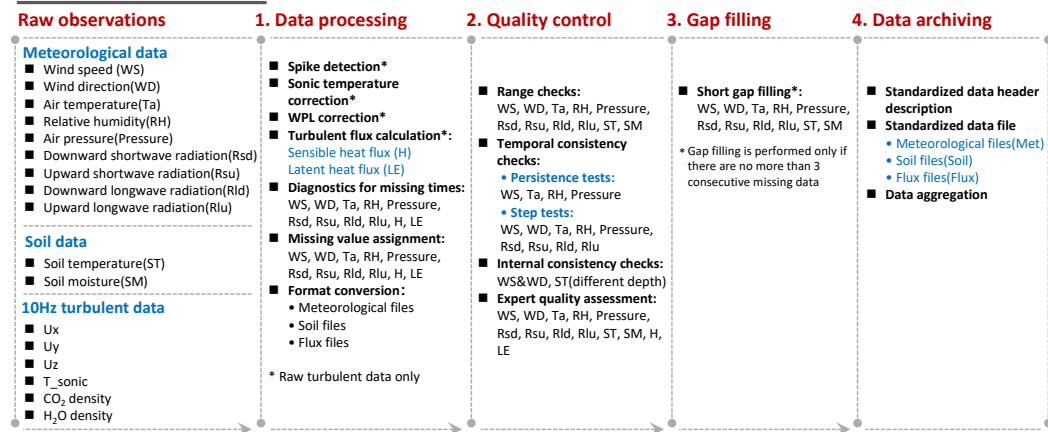 Raw observations
Meteorological data
■ Wind speed (WS)
■ Wind direction(WD)
■ Air temperature(Ta)
■ Relative humidity(RH)
■ Air pressure(Pressure)
■ Downward shortwave radiation(Rsd)
■ Upward shortwave radiation(Rsu)
■ Downward longwave radiation(Rld)
■ Upward longwave radiation(Rlu)
Soil data
■ Soil temperature(ST)
■ Soil moisture(SM)
10Hz turbulent data
■ Ux
■ Uy
■ Uz
■ T_sonic
■ CO₂ density
■ H₂O density
1. Data processing
■ Spike detection*
■ Sonic temperature
correction*
■ WPL correction*
■ Turbulent flux calculation*:
Sensible heat flux (H)
Latent heat flux (LE)
■ Diagnostics for missing times:
WS, WD, Ta, RH, Pressure,
Rsd, Rsu, Rld, Rlu, H, LE
■ Missing value assignment:
WS, WD, Ta, RH, Pressure,
Rsd, Rsu, Rld, Rlu, H, LE
■ Format conversion：
• Meteorological files
• Soil files
• Flux files
* Raw turbulent data only
2. Quality control
■ Range checks:
WS, WD, Ta, RH, Pressure,
Rsd, Rsu, Rld, Rlu, ST, SM
■ Temporal consistency
checks:
• Persistence tests:
WS, Ta, RH, Pressure
• Step tests:
WS, WD, Ta, RH, Pressure,
Rsd, Rsu, Rld, Rlu
■ Internal consistency checks:
WS&WD, ST(different depth)
■ Expert quality assessment:
WS, WD, Ta, RH, Pressure,
Rsd, Rsu, Rld, Rlu, ST, SM, H,
LE
3. Gap filling
■ Short gap filling*:
WS, WD, Ta, RH, Pressure,
Rsd, Rsu, Rld, Rlu, ST, SM
* Gap filling is performed only if
there are no more than 3
consecutive missing data
4. Data archiving
■ Standardized data header
description
■ Standardized data file
• Meteorological files(Met)
• Soil files(Soil)
• Flux files(Flux)
■ Data aggregation